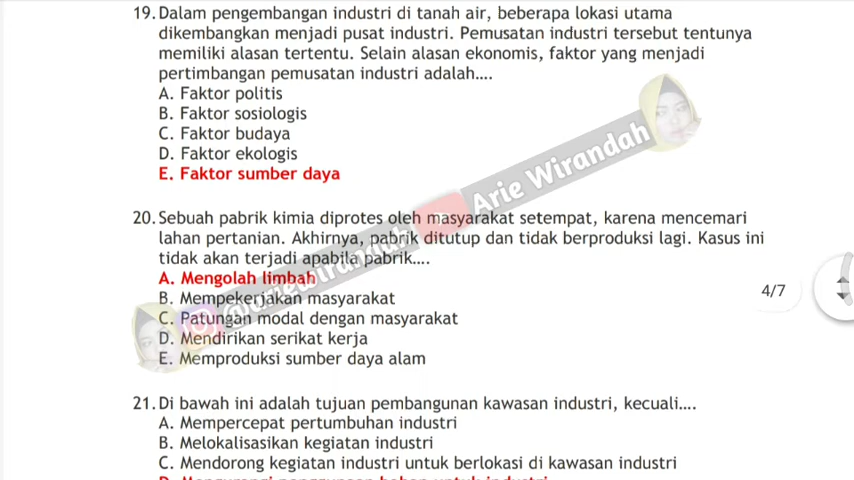 19. Dalam pengembangan industri di tanah air, beberapa lokasi utama
dikembangkan menjadi pusat industri. Pemusatan industri tersebut tentunya
memiliki alasan tertentu. Selain alasan ekonomis, faktor yang menjadi
pertimbangan pemusatan industri adalah....
A. Faktor politis
B. Faktor sosiologis
C. Faktor budaya
D. Faktor ekologis
E. Faktor sumber daya
Arie Wirandah
20. Sebuah pabrik kimia diprotes oleh masyarakat setempat, karena mencemari
lahan pertanian. Akhirnya, pabrik ditutup dan tidak berproduksi lagi. Kasus ini
tidak akan terjadi apabila pabrik....
A. Mengolah limbah
B. Mempekerjakan masyarakat
C. Patungan modal dengan masyarakat
D. Mendirikan serikat kerja
E. Memproduksi sumber daya alam
4/7
21. Di bawah ini adalah tujuan pembangunan kawasan industri, kecuali....
A. Mempercepat pertumbuhan industri
B. Melokalisasikan kegiatan industri
C. Mendorong kegiatan industri untuk berlokasi di kawasan industri